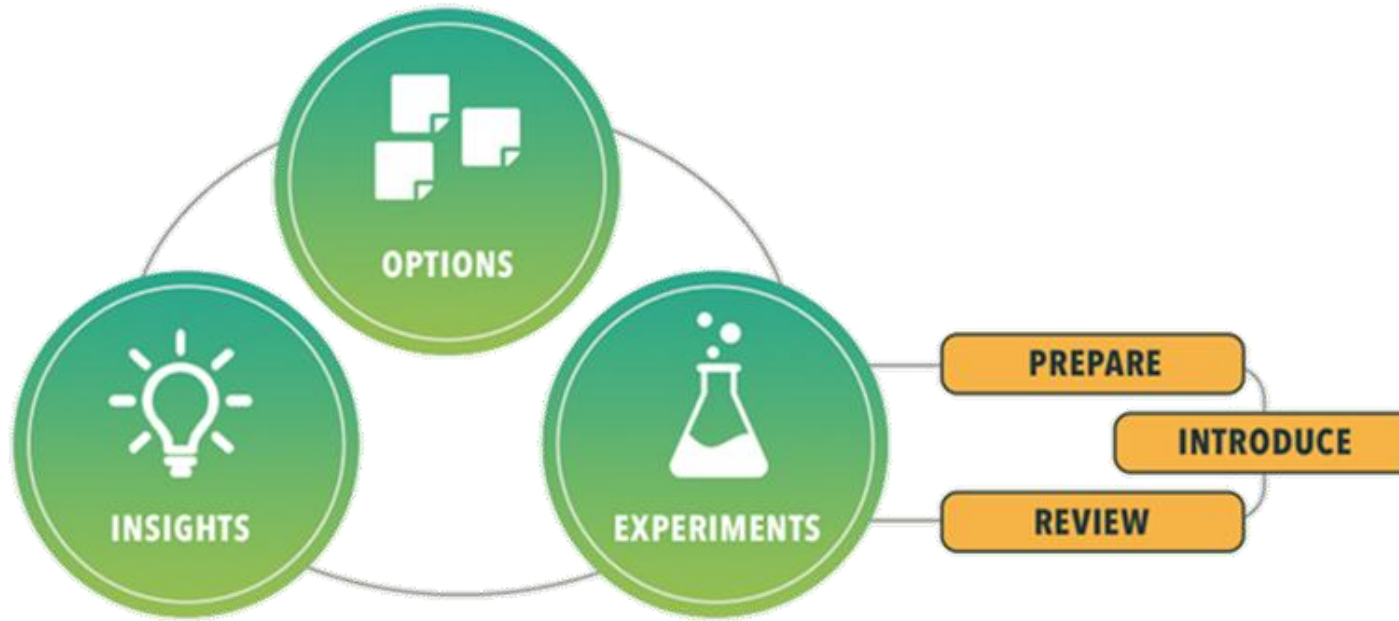 OPTIONS
INSIGHTS
EXPERIMENTS
PREPARE
INTRODUCE
REVIEW